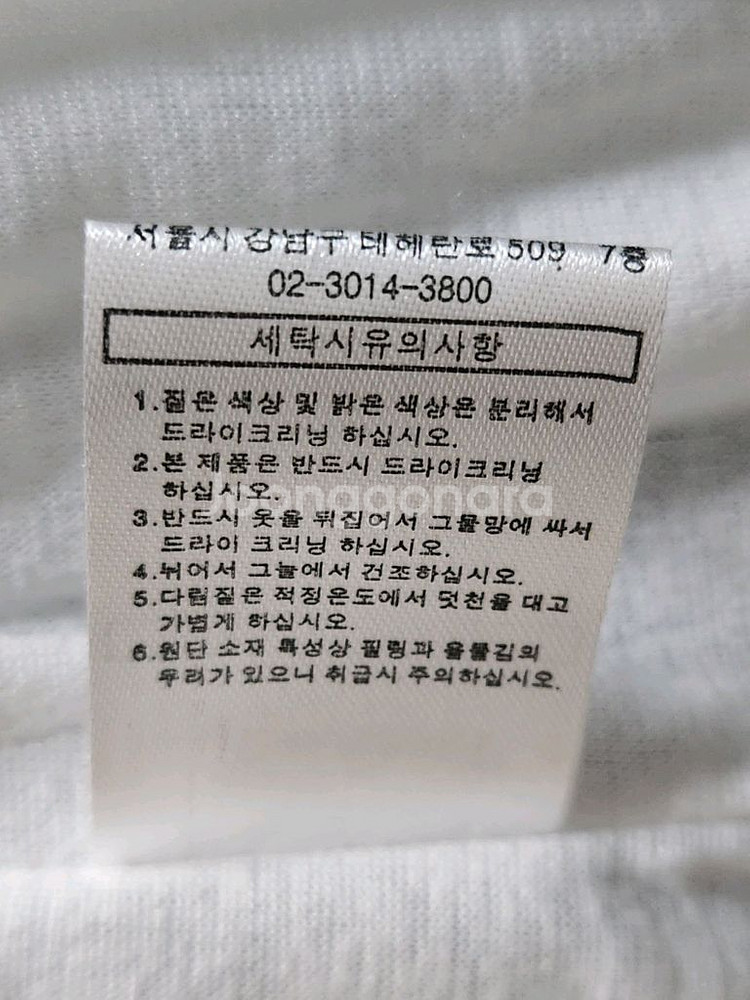 서울시 강남구 테헤란로 509 7층
02-3014-3800
세탁시유의사항
1.짙은 색상 및 밝은 색상은 분리해서
드라이크리닝 하십시오.
2.본 제품은 반드시 드라이크리닝
하십시오.
3.반드시 옷을 뒤집어서 그물망에 싸서
드라이 크리닝 하십시오.
4.뉘어서 그늘에서 건조하십시오.
5.다림질은 적정온도에서 덧천을 대고
가볍게 하십시오.
6.원단 소재 특성상 필링과 올뜯김의
우려가 있으니 취급시 주의하십시오.